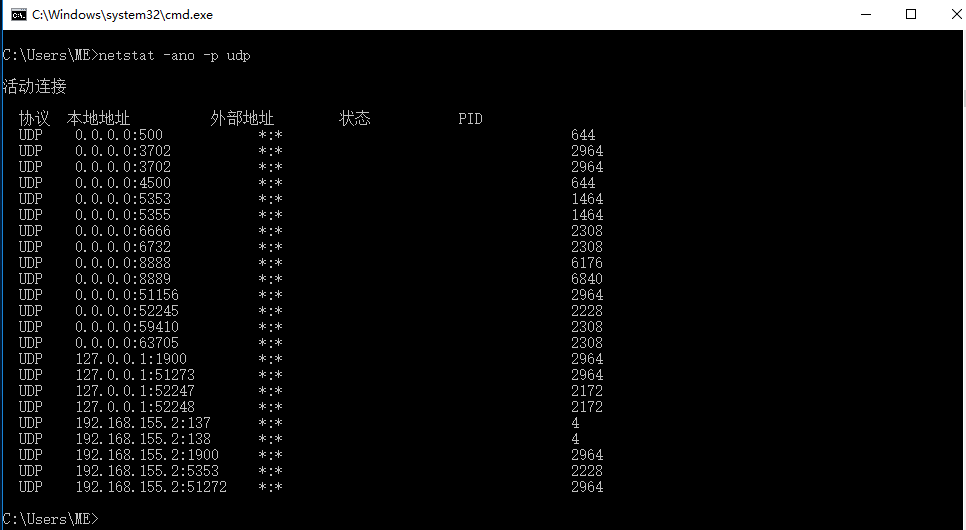 C:\Windows\system32\cmd.exe
C:\Users\ME>netstat -ano -p udp
活动连接
协议 本地地址 外部地址 状态 PID
UDP 0.0.0.0:500 *:* 644
UDP 0.0.0.0:3702 *:* 2964
UDP 0.0.0.0:3702 *:* 2964
UDP 0.0.0.0:4500 *:* 644
UDP 0.0.0.0:5353 *:* 1464
UDP 0.0.0.0:5355 *:* 1464
UDP 0.0.0.0:6666 *:* 2308
UDP 0.0.0.0:6732 *:* 2308
UDP 0.0.0.0:8888 *:* 6176
UDP 0.0.0.0:8889 *:* 6840
UDP 0.0.0.0:51156 *:* 2964
UDP 0.0.0.0:52245 *:* 2228
UDP 0.0.0.0:59410 *:* 2308
UDP 0.0.0.0:63705 *:* 2308
UDP 127.0.0.1:1900 *:* 2964
UDP 127.0.0.1:51273 *:* 2964
UDP 127.0.0.1:52247 *:* 2172
UDP 127.0.0.1:52248 *:* 2172
UDP 192.168.155.2:137 *:* 4
UDP 192.168.155.2:138 *:* 4
UDP 192.168.155.2:1900 *:* 2964
UDP 192.168.155.2:5353 *:* 2228
UDP 192.168.155.2:51272 *:* 2964
C:\Users\ME>